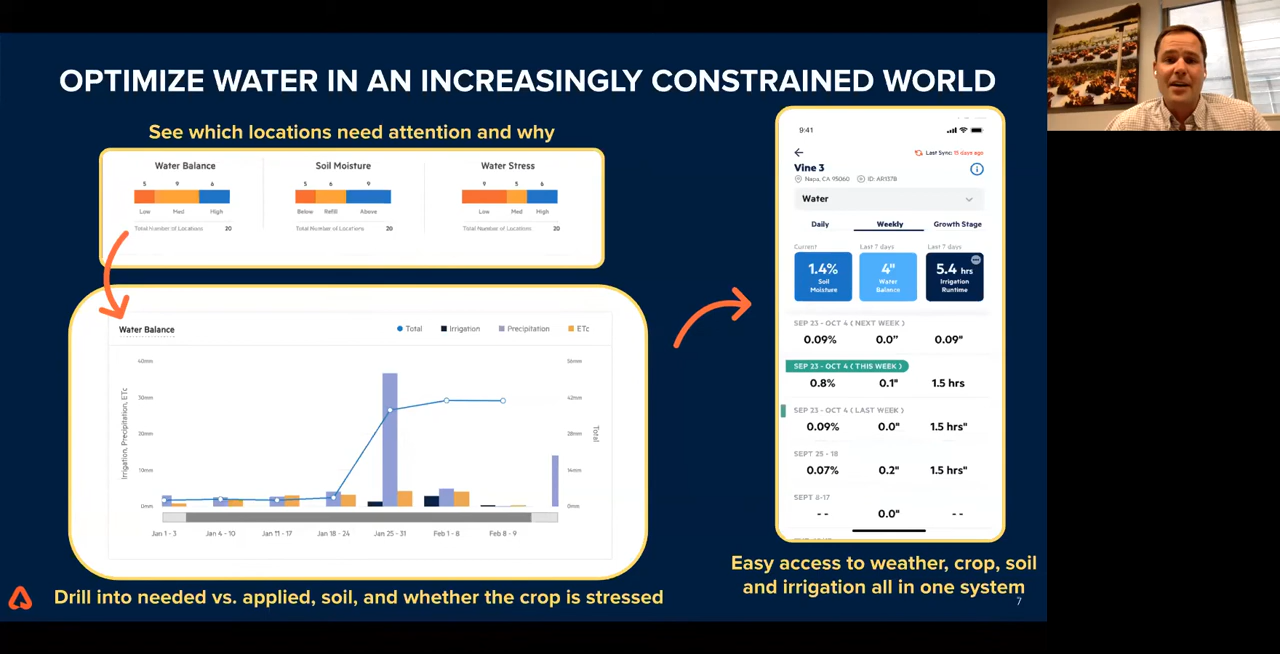 OPTIMIZE WATER IN AN INCREASINGLY CONSTRAINED WORLD
See which locations need attention and why
Water Balance
5 9 6
Low Med High
Total Number of Locations 20
Soil Moisture
5 6 9
Below Refill Above
Total Number of Locations 20
Water Stress
9 5 6
Low Med High
Total Number of Locations 20
Water Balance
Total Irrigation Precipitation ETc
Irrigation, Precipitation, ETc
40mm
30mm
20mm
10mm
0mm
56mm
42mm
28mm
14mm
0mm
Total
Jan 1 - 3 Jan 4 - 10 Jan 11 - 17 Jan 18 - 24 Jan 25 - 31 Feb 1 - 8 Feb 8 - 9
Drill into needed vs. applied, soil, and whether the crop is stressed
9:41
Last Sync: 15 days ago
Vine 3
Napa, CA 95060 ID: AR137B
Water
Daily Weekly Growth Stage
Current Last 7 days Last 7 days
1.4% 4" 5.4 hrs
Soil Water Irrigation
Moisture Balance Runtime
SEP 23 - OCT 4 ( NEXT WEEK )
0.09% 0.0" 0.09"
SEP 23 - OCT 4 ( THIS WEEK )
0.8% 0.1" 1.5 hrs
SEP 23 - OCT 4 ( LAST WEEK )
0.09% 0.0" 1.5 hrs"
SEPT 25 - 18
0.07% 0.2" 1.5 hrs"
SEPT 8-17
- - 0.0" - -
Easy access to weather, crop, soil
and irrigation all in one system
7